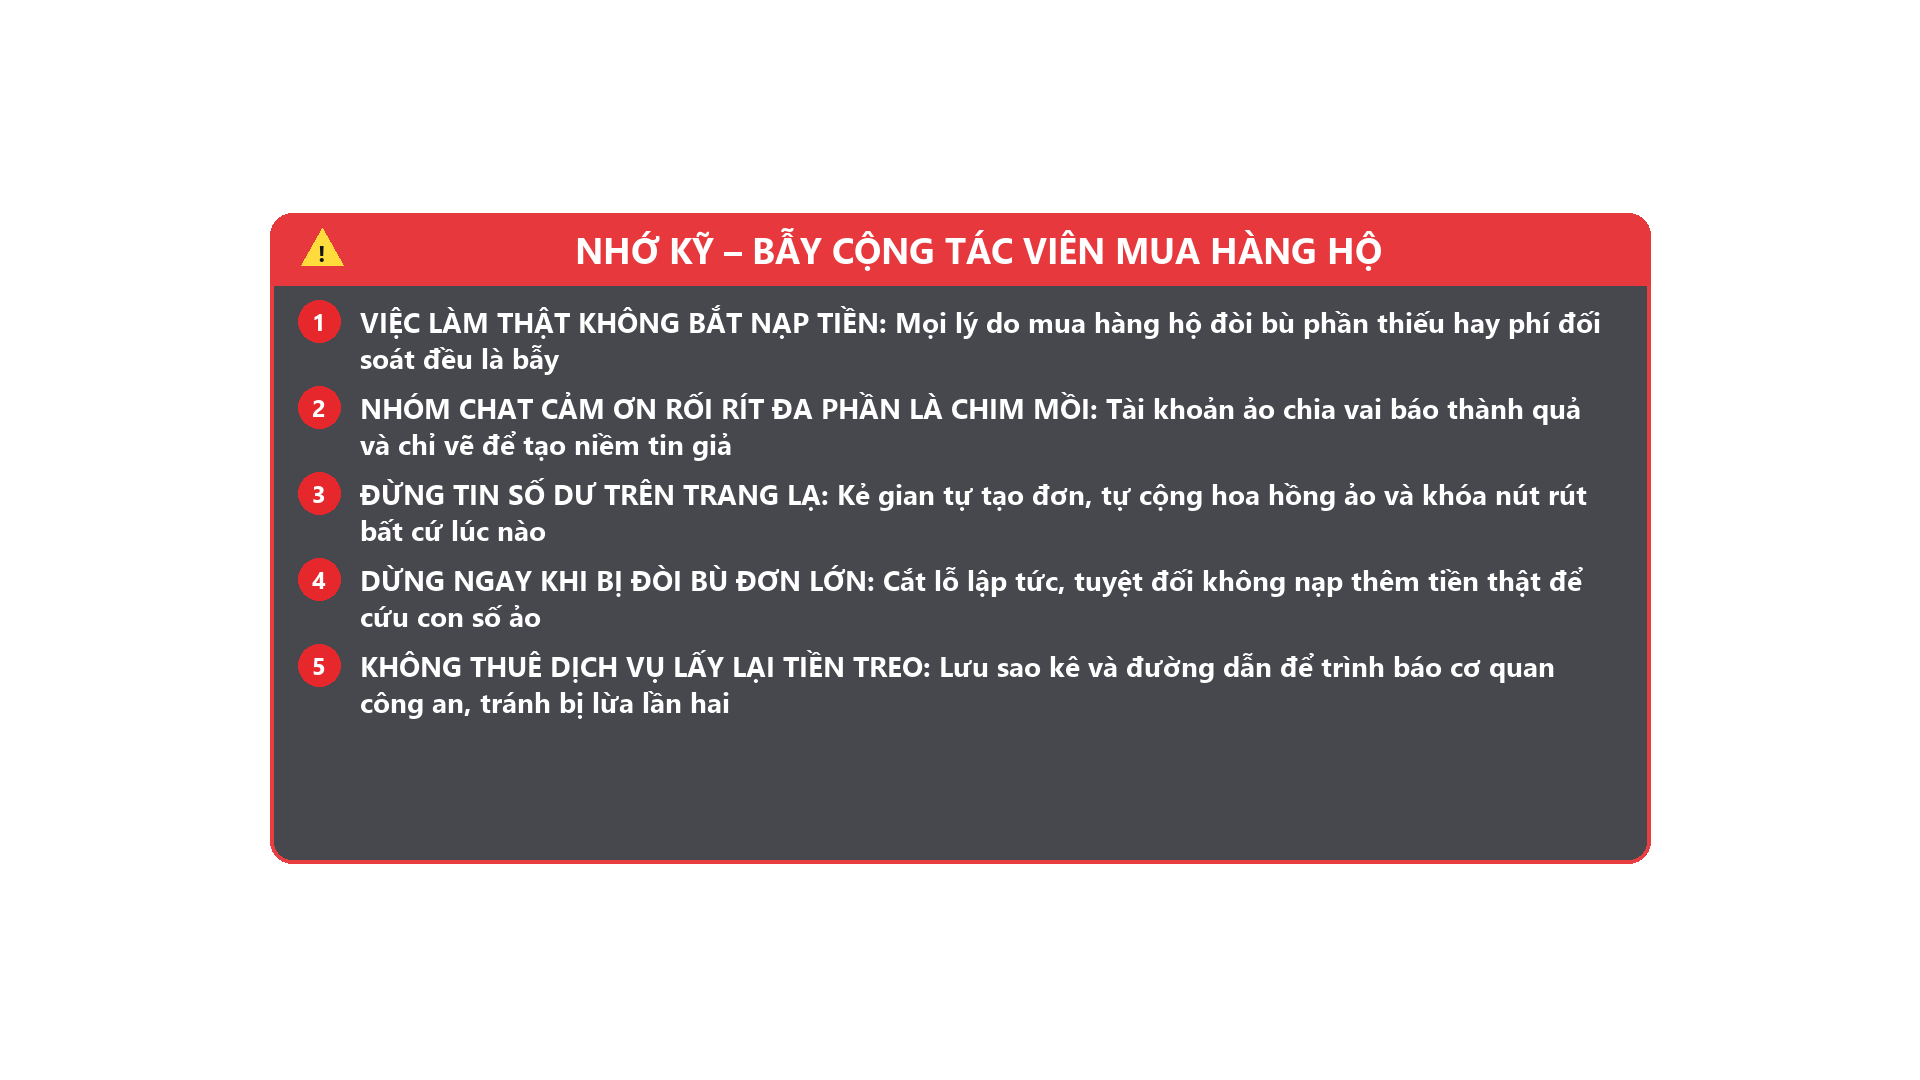 !
NHỚ KỸ – BẪY CỘNG TÁC VIÊN MUA HÀNG HỘ
1 VIỆC LÀM THẬT KHÔNG BẮT NẠP TIỀN: Mọi lý do mua hàng hộ đòi bù phần thiếu hay phí đối
soát đều là bẫy
2 NHÓM CHAT CẢM ƠN RỐI RÍT ĐA PHẦN LÀ CHIM MỒI: Tài khoản ảo chia vai báo thành quả
và chỉ vẽ để tạo niềm tin giả
3 ĐỪNG TIN SỐ DƯ TRÊN TRANG LẠ: Kẻ gian tự tạo đơn, tự cộng hoa hồng ảo và khóa nút rút
bất cứ lúc nào
4 DỪNG NGAY KHI BỊ ĐÒI BÙ ĐƠN LỚN: Cắt lỗ lập tức, tuyệt đối không nạp thêm tiền thật để
cứu con số ảo
5 KHÔNG THUÊ DỊCH VỤ LẤY LẠI TIỀN TREO: Lưu sao kê và đường dẫn để trình báo cơ quan
công an, tránh bị lừa lần hai